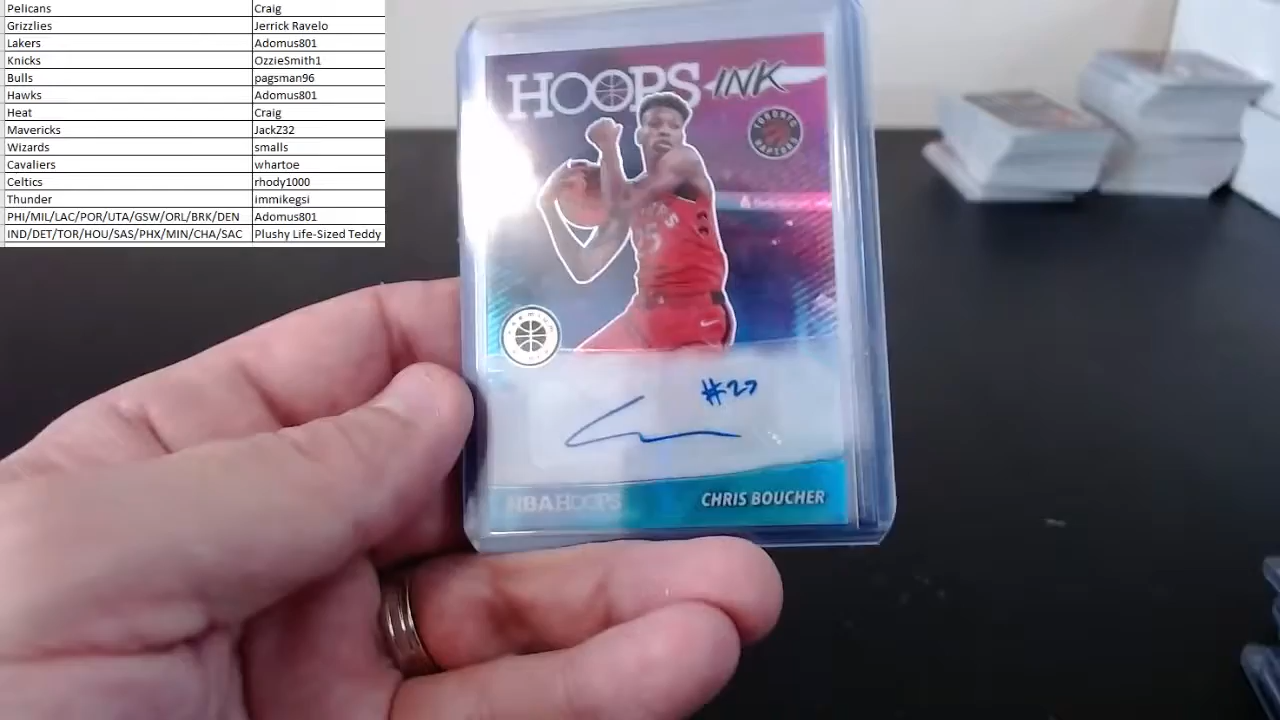 Pelicans Craig
Grizzlies Jerrick Ravelo
Lakers Adomus801
Knicks OzzieSmith1
Bulls pagsman96
Hawks Adomus801
Heat Craig
Mavericks JackZ32
Wizards smalls
Cavaliers whartoe
Celtics rhody1000
Thunder immikegsi
PHI/MIL/LAC/POR/UTA/GSW/ORL/BRK/DEN Adomus801
IND/DET/TOR/HOU/SAS/PHX/MIN/CHA/SAC Plushy Life-Sized Teddy
HOOPS INK
TORONTO RAPTORS
#27
NBA HOOPS CHRIS BOUCHER